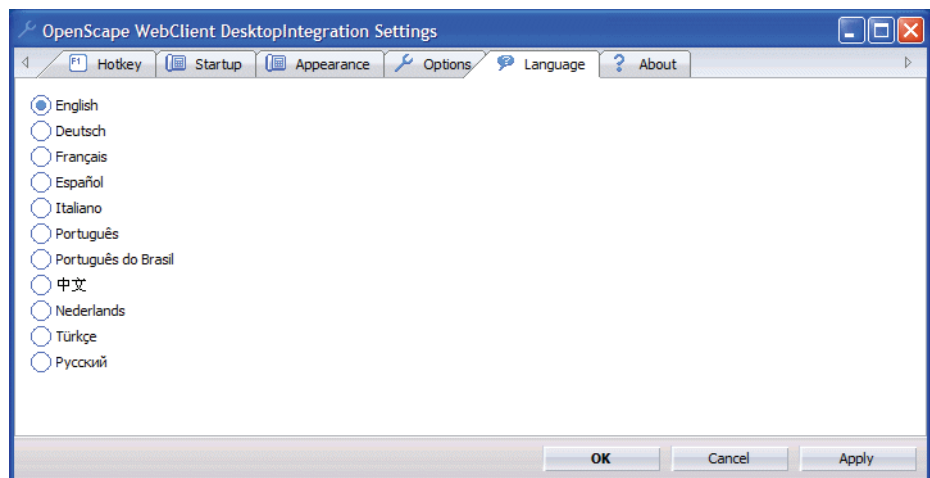 OpenScape WebClient DesktopIntegration Settings
F1 Hotkey Startup Appearance Options Language ? About
English
Deutsch
Français
Español
Italiano
Português
Português do Brasil
中文
Nederlands
Türkçe
Русский
OK Cancel Apply